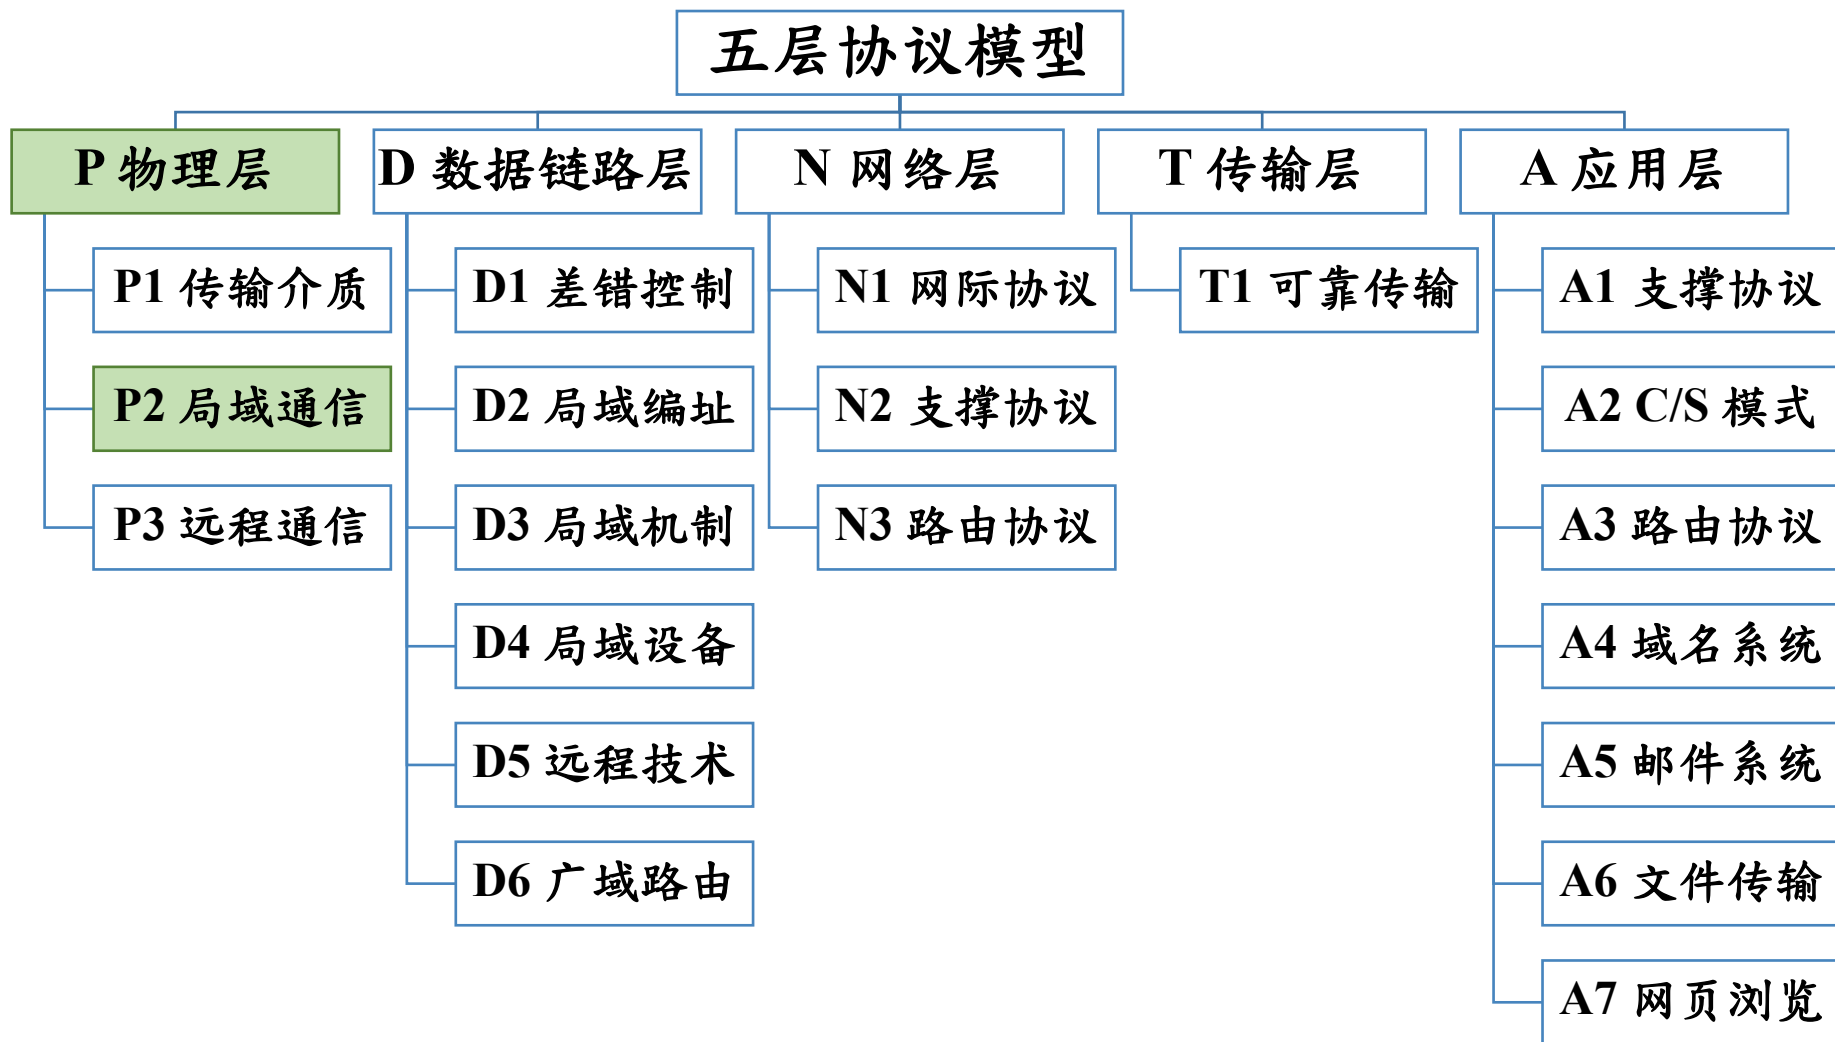 五层协议模型
P 物理层
P1 传输介质
P2 局域通信
P3 远程通信
D 数据链路层
D1 差错控制
D2 局域编址
D3 局域机制
D4 局域设备
D5 远程技术
D6 广域路由
N 网络层
N1 网际协议
N2 支撑协议
N3 路由协议
T 传输层
T1 可靠传输
A 应用层
A1 支撑协议
A2 C/S 模式
A3 路由协议
A4 域名系统
A5 邮件系统
A6 文件传输
A7 网页浏览